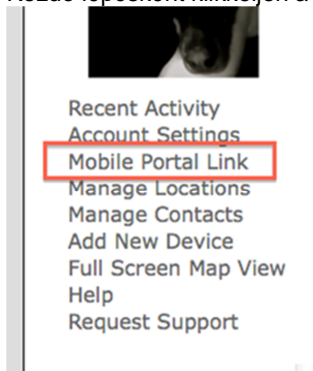 Recent Activity
Account Settings
Mobile Portal Link
Manage Locations
Manage Contacts
Add New Device
Full Screen Map View
Help
Request Support